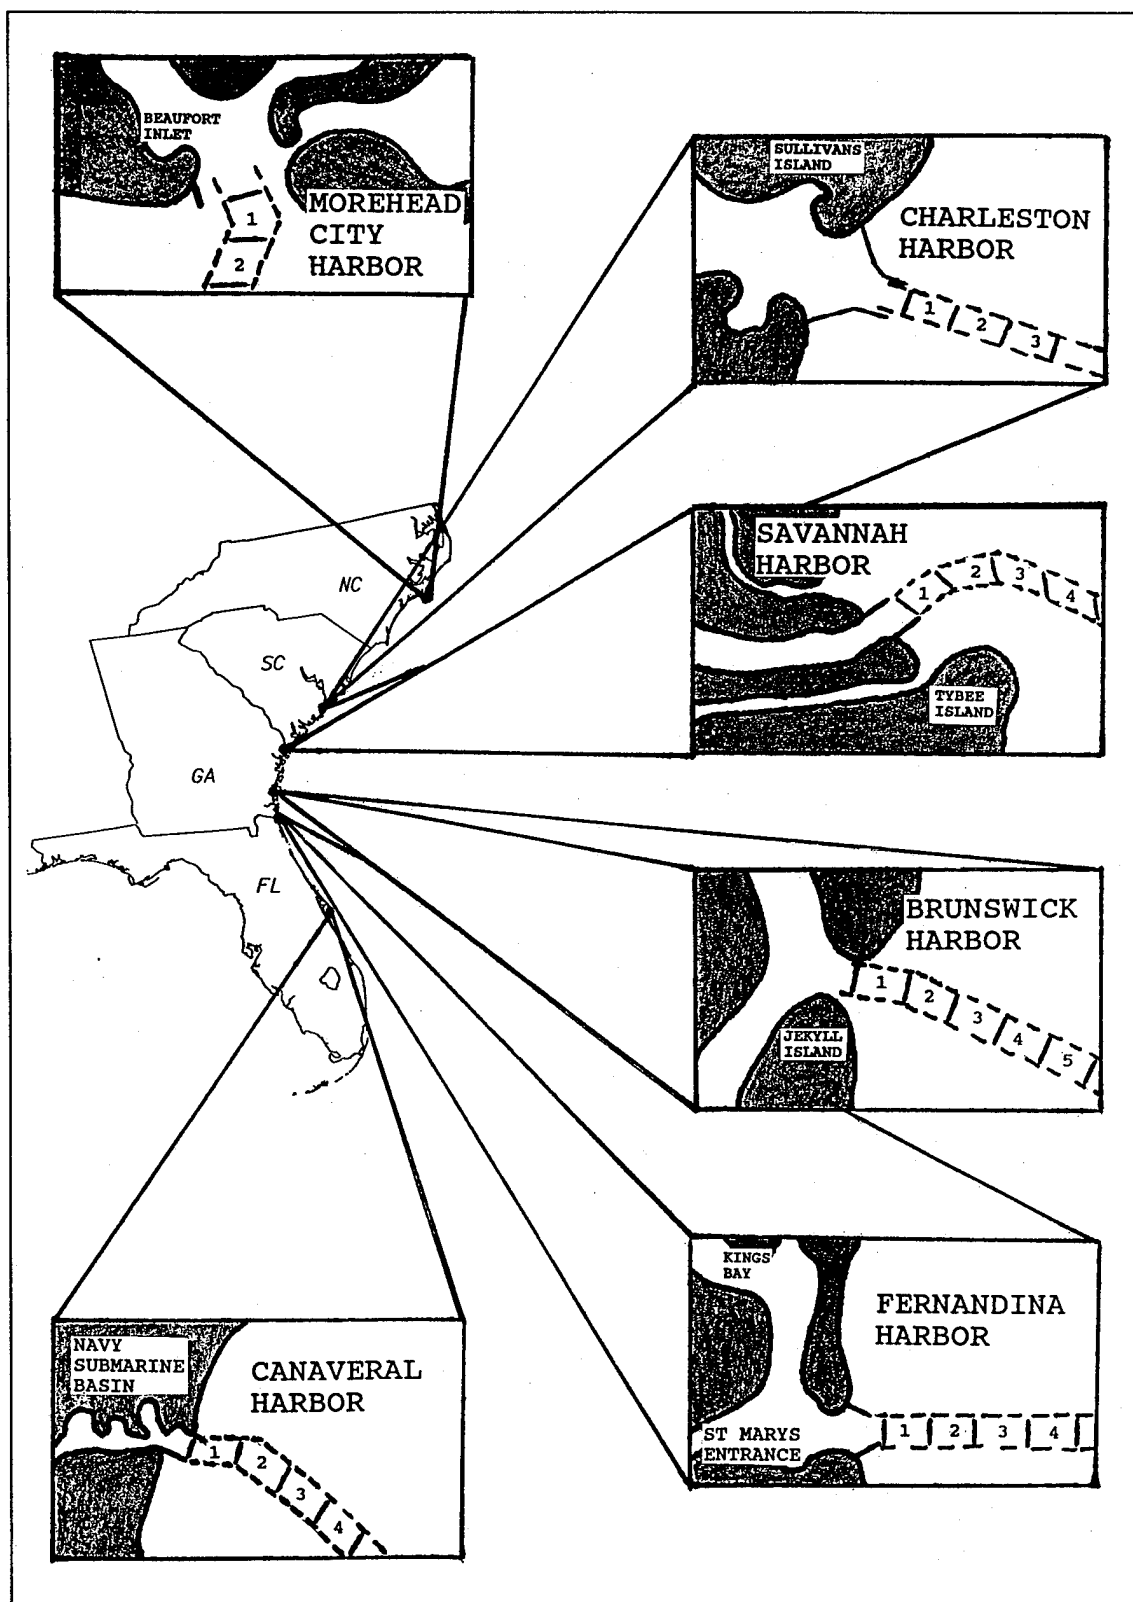 BEAUFORT
INLET
MOREHEAD
CITY
HARBOR
1
2
SULLIVANS
ISLAND
CHARLESTON
HARBOR
1
2
3
SAVANNAH
HARBOR
1
2
3
4
TYBEE
ISLAND
NC
SC
GA
FL
BRUNSWICK
HARBOR
JEKYLL
ISLAND
1
2
3
4
5
KINGS
BAY
FERNANDINA
HARBOR
ST MARYS
ENTRANCE
1
2
3
4
NAVY
SUBMARINE
BASIN
CANAVERAL
HARBOR
1
2
3
4